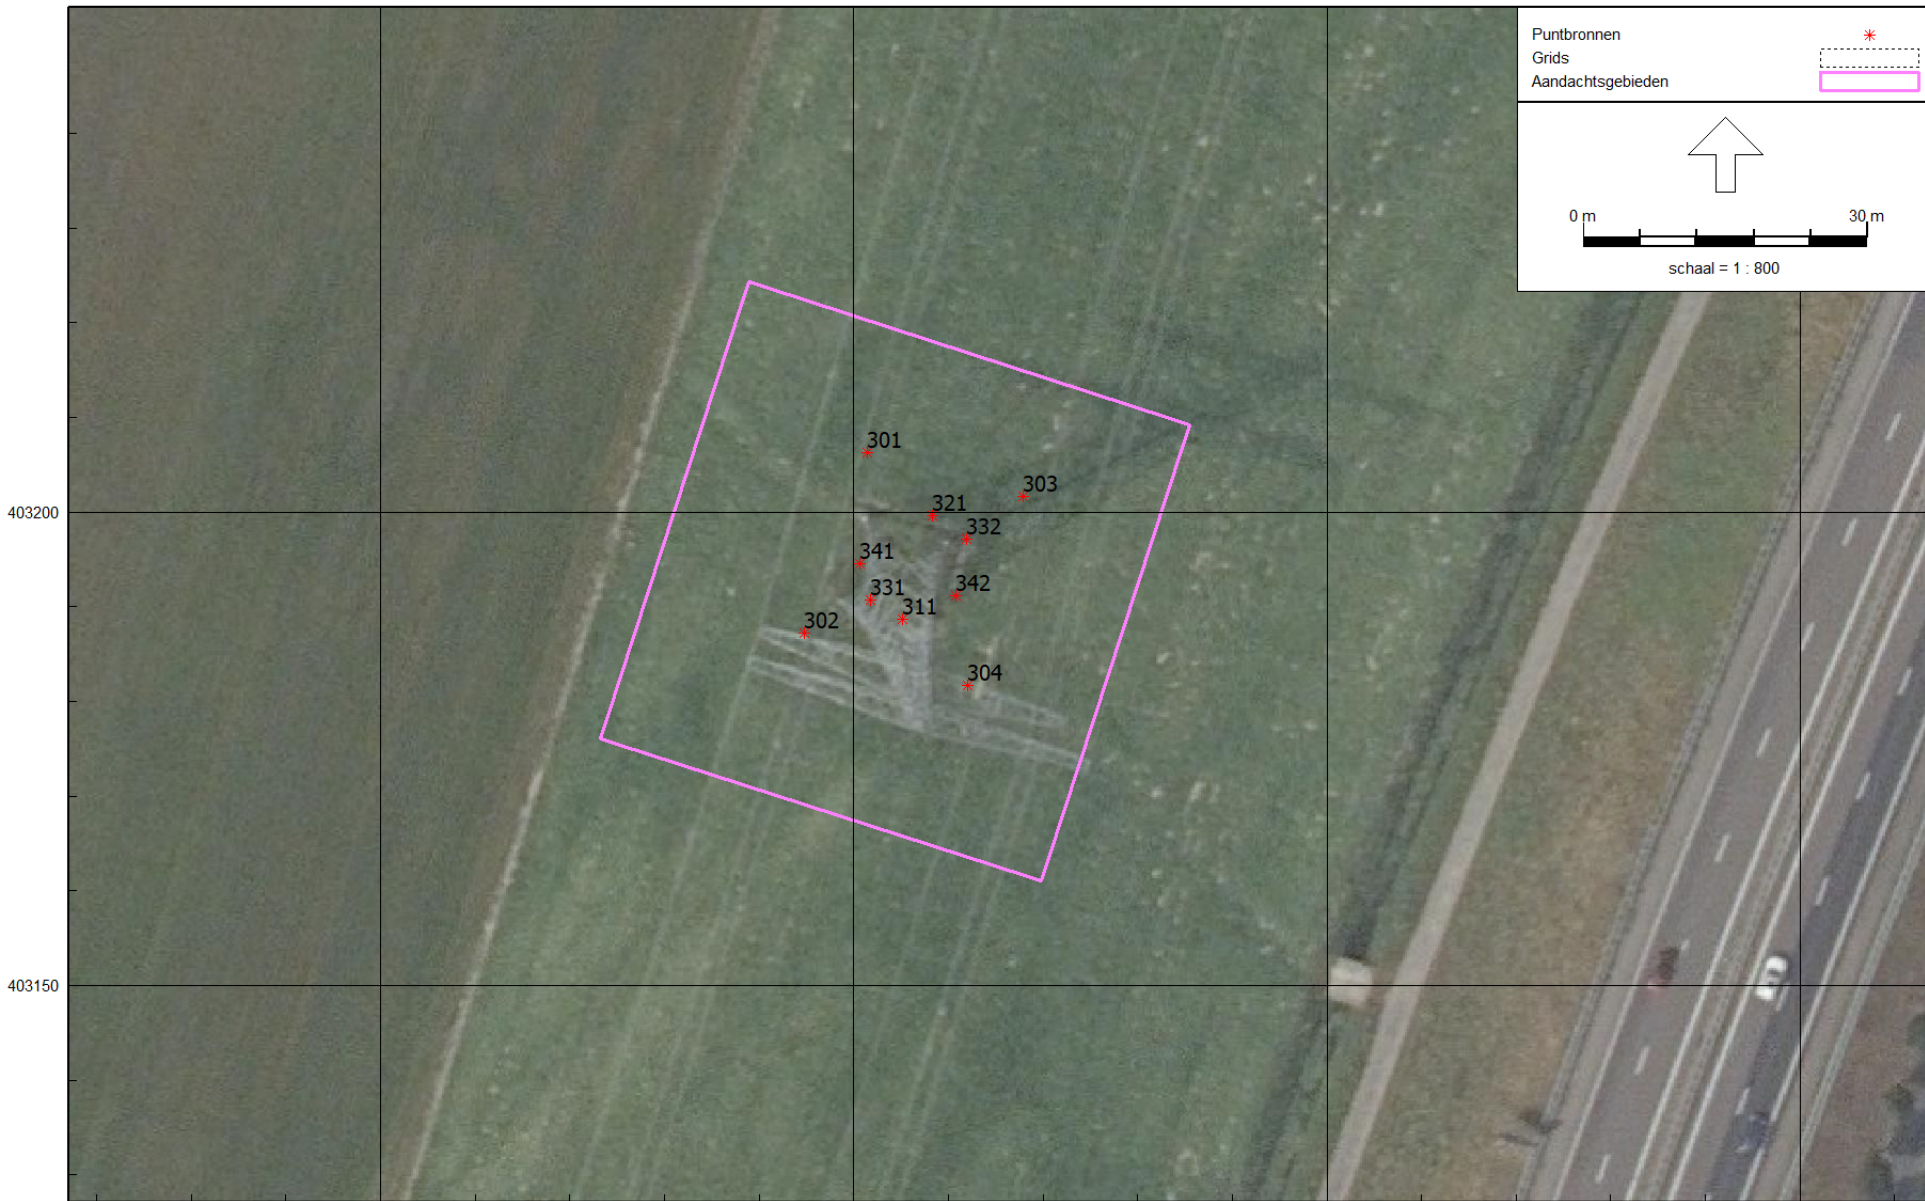 Puntbronnen
Grids
Aandachtsgebieden
0 m 30 m
schaal = 1 : 800
301
303
403200
321
332
341
342
331
311
302
304
403150